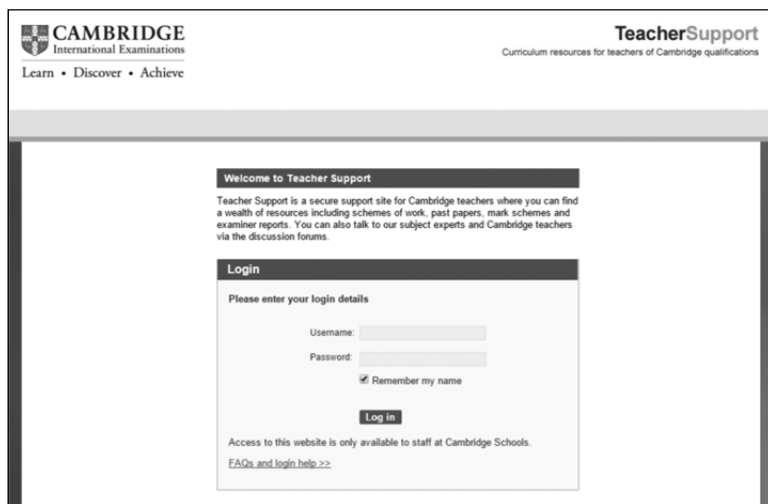 CAMBRIDGE
International Examinations
Learn • Discover • Achieve
TeacherSupport
Curriculum resources for teachers of Cambridge qualifications
Welcome to Teacher Support
Teacher Support is a secure support site for Cambridge teachers where you can find
a wealth of resources including schemes of work, past papers, mark schemes and
examiner reports. You can also talk to our subject experts and Cambridge teachers
via the discussion forums.
Login
Please enter your login details
Username:
Password:
Remember my name
Log in
Access to this website is only available to staff at Cambridge Schools.
FAQs and login help >>